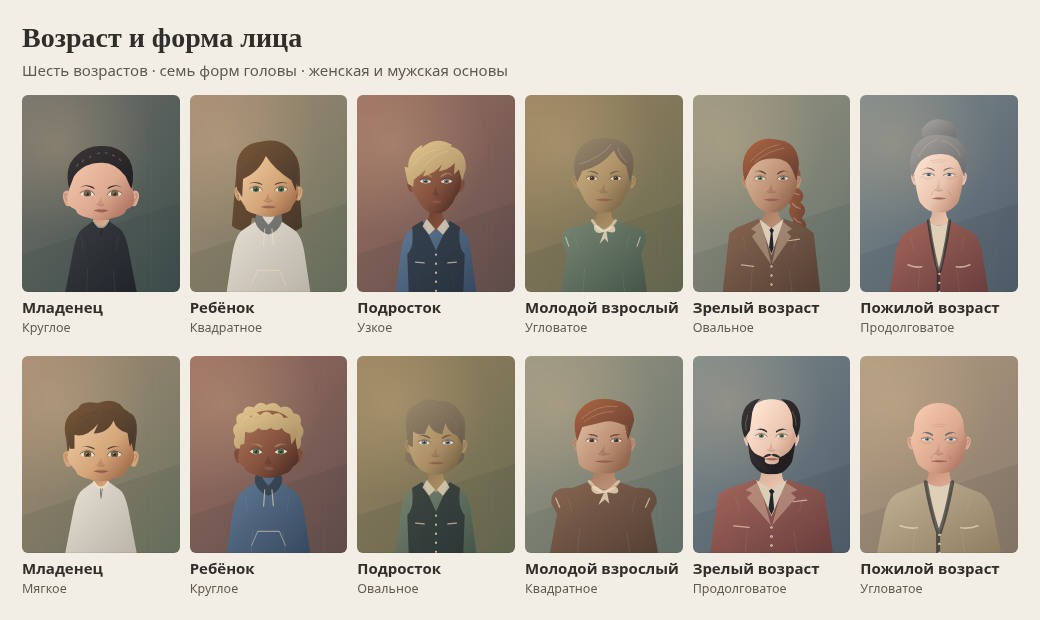 Возраст и форма лица
Шесть возрастов · семь форм головы · женская и мужская основы
Младенец
Круглое
Ребёнок
Квадратное
Подросток
Узкое
Молодой взрослый
Угловатое
Зрелый возраст
Овальное
Пожилой возраст
Продолговатое
Младенец
Мягкое
Ребёнок
Круглое
Подросток
Овальное
Молодой взрослый
Квадратное
Зрелый возраст
Продолговатое
Пожилой возраст
Угловатое